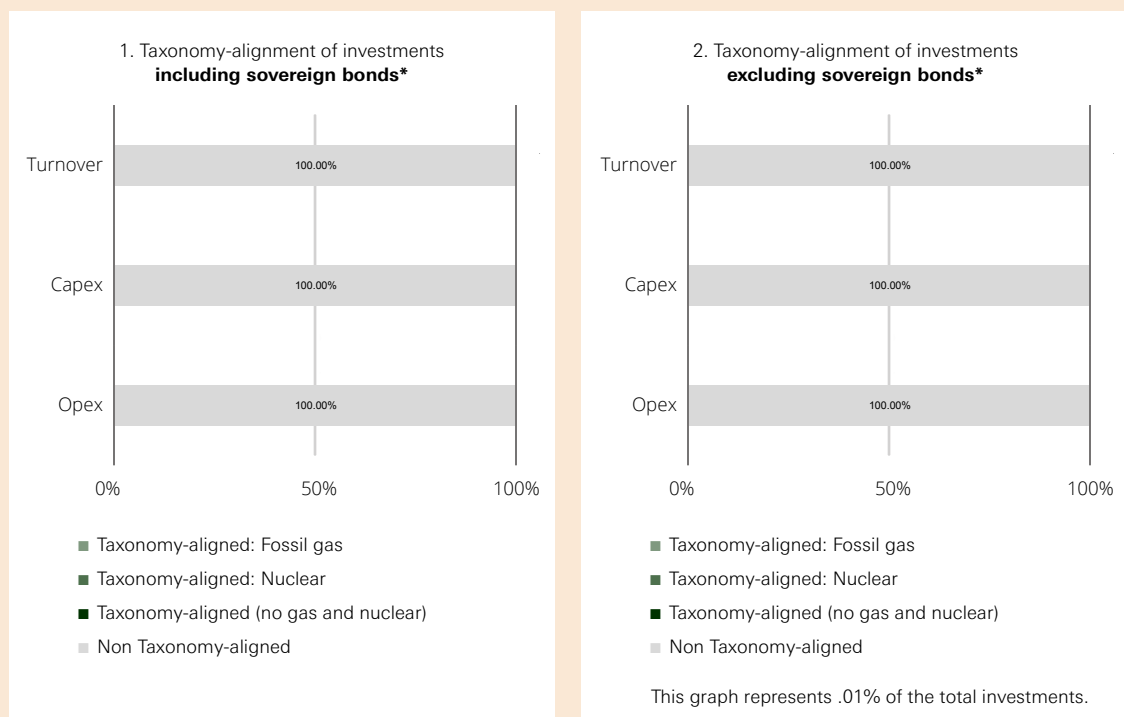 1. Taxonomy-alignment of investments
including sovereign bonds*
Turnover
100.00%
Capex
100.00%
Opex
100.00%
0% 50% 100%
Taxonomy-aligned: Fossil gas
Taxonomy-aligned: Nuclear
Taxonomy-aligned (no gas and nuclear)
Non Taxonomy-aligned
2. Taxonomy-alignment of investments
excluding sovereign bonds*
Turnover
100.00%
Capex
100.00%
Opex
100.00%
0% 50% 100%
Taxonomy-aligned: Fossil gas
Taxonomy-aligned: Nuclear
Taxonomy-aligned (no gas and nuclear)
Non Taxonomy-aligned
This graph represents .01% of the total investments.